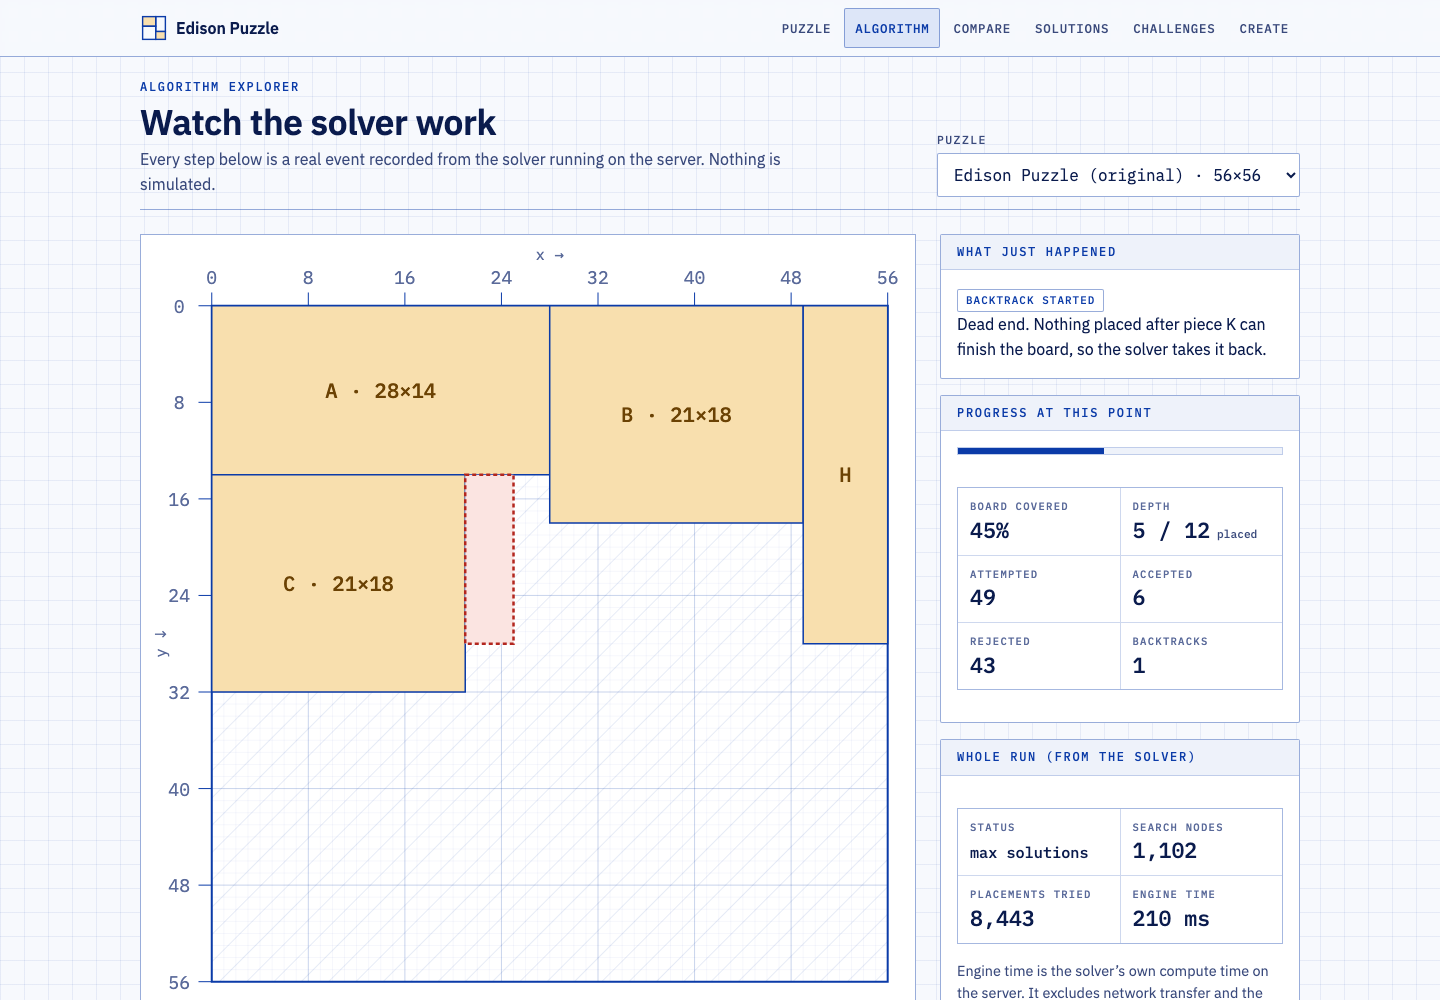 Edison Puzzle
PUZZLE ALGORITHM COMPARE SOLUTIONS CHALLENGES CREATE
ALGORITHM EXPLORER
Watch the solver work
Every step below is a real event recorded from the solver running on the server. Nothing is
simulated.
PUZZLE
Edison Puzzle (original) · 56×56
x →
0 8 16 24 32 40 48 56
0
8
16
24
32
40
48
56
y →
A · 28×14
B · 21×18
H
C · 21×18
WHAT JUST HAPPENED
BACKTRACK STARTED
Dead end. Nothing placed after piece K can
finish the board, so the solver takes it back.
PROGRESS AT THIS POINT
BOARD COVERED
45%
DEPTH
5 / 12 placed
ATTEMPTED
49
ACCEPTED
6
REJECTED
43
BACKTRACKS
1
WHOLE RUN (FROM THE SOLVER)
STATUS
max solutions
SEARCH NODES
1,102
PLACEMENTS TRIED
8,443
ENGINE TIME
210 ms
Engine time is the solver’s own compute time on
the server. It excludes network transfer and the